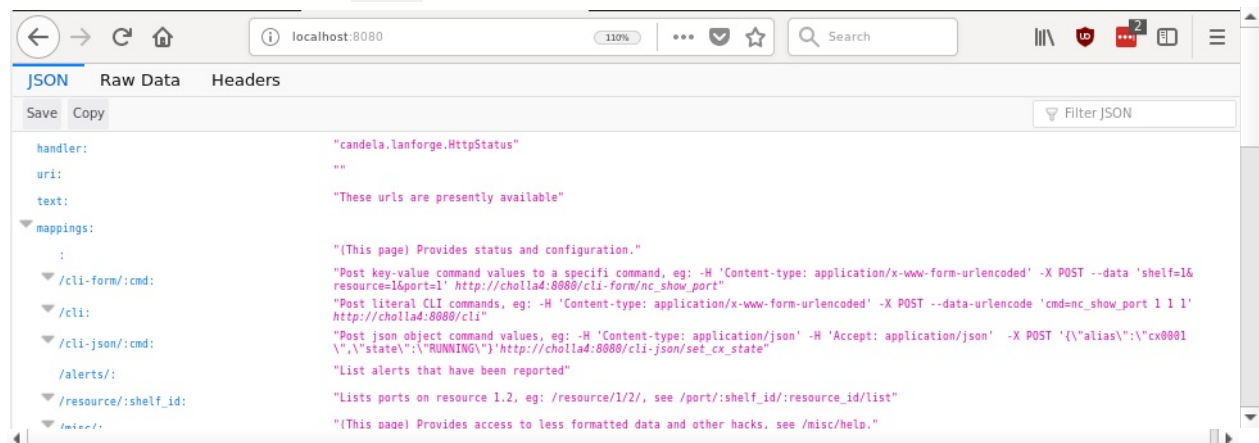 localhost:8080
110%
Search
2
JSON Raw Data Headers
Save Copy
Filter JSON
handler: "candela.lanforge.HttpStatus"
uri: ""
text: "These urls are presently available"
mappings:
: "(This page) Provides status and configuration."
/cli-form/:cmd: "Post key-value command values to a specifi command, eg: -H 'Content-type: application/x-www-form-urlencoded' -X POST --data 'shelf=1&
resource=1&port=1' http://cholla4:8080/cli-form/nc_show_port"
/cli: "Post literal CLI commands, eg: -H 'Content-type: application/x-www-form-urlencoded' -X POST --data-urlencode 'cmd=nc_show_port 1 1 1'
http://cholla4:8080/cli"
/cli-json/:cmd: "Post json object command values, eg: -H 'Content-type: application/json' -H 'Accept: application/json'  -X POST '{\"alias\":\"cx0001
\",\"state\":\"RUNNING\"}'http://cholla4:8080/cli-json/set_cx_state"
/alerts/: "List alerts that have been reported"
/resource/:shelf_id: "Lists ports on resource 1.2, eg: /resource/1/2/, see /port/:shelf_id/:resource_id/list"
/misc/: "(This page) Provides access to less formatted data and other hacks, see /misc/help."